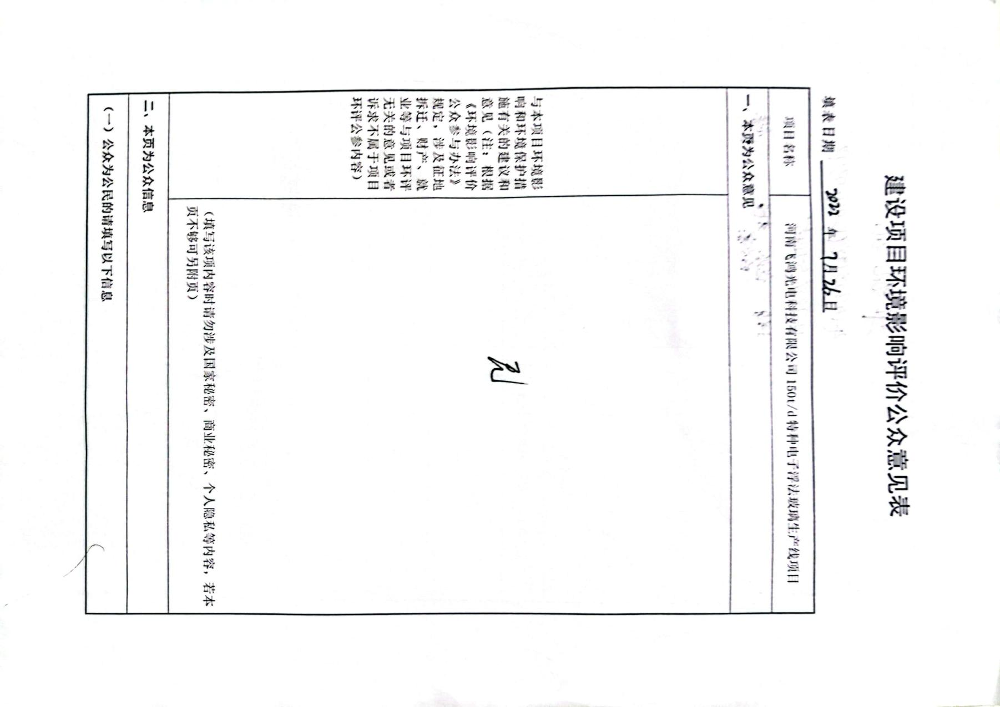 建设项目环境影响评价公众意见表
填表日期 2022 年 7月26日
项目名称
河南飞鸿光电科技有限公司 150t/d 特种电子浮法玻璃生产线项目
一、本页为公众意见
与本项目环境影
响和环境保护措
施有关的建议和
意见（注：根据
《环境影响评价
公众参与办法》
规定，涉及征地
拆迁、财产、就
业等与项目环评
无关的意见或者
诉求不属于项目
环评公参内容）
无
（填写该项内容时请勿涉及国家秘密、商业秘密、个人隐私等内容，若本
页不够可另附页）
二、本页为公众信息
（一）公众为公民的请填写以下信息